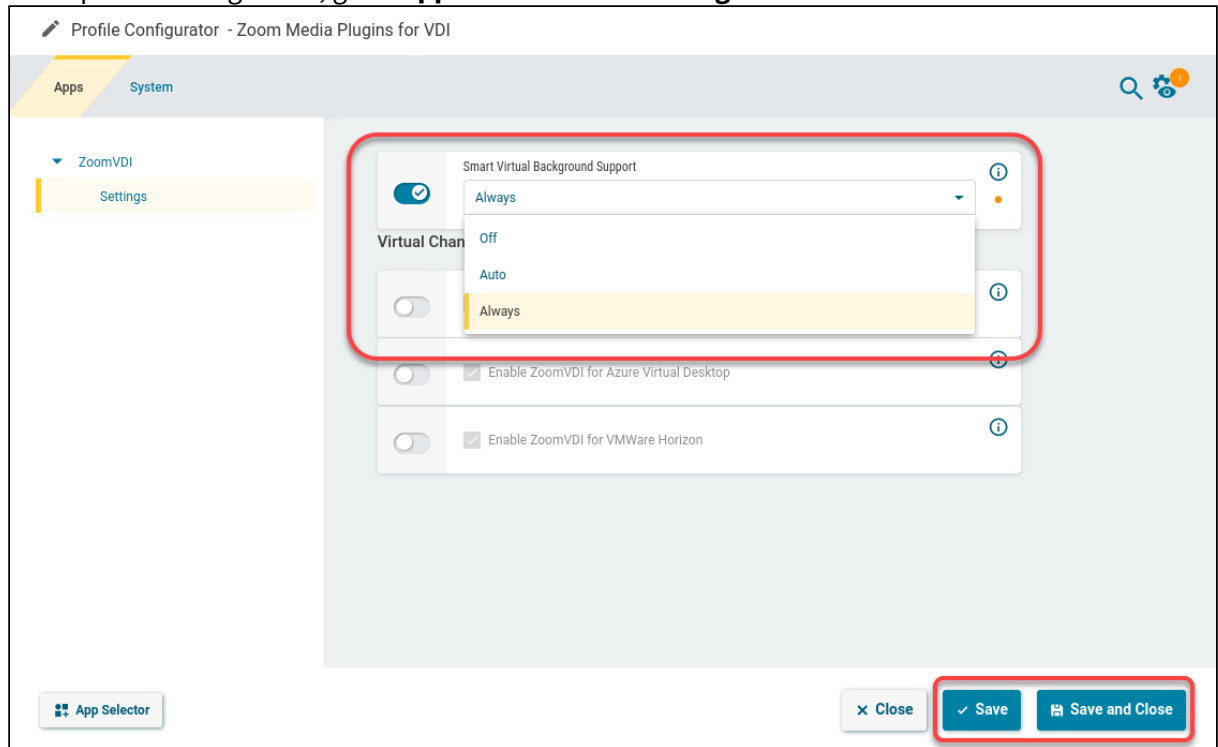 Profile Configurator - Zoom Media Plugins for VDI
Apps System
1
ZoomVDI
Settings
Smart Virtual Background Support
Always
Off
Virtual Chan
Auto
Always
Enable ZoomVDI for Azure Virtual Desktop
Enable ZoomVDI for VMWare Horizon
App Selector
Close Save Save and Close